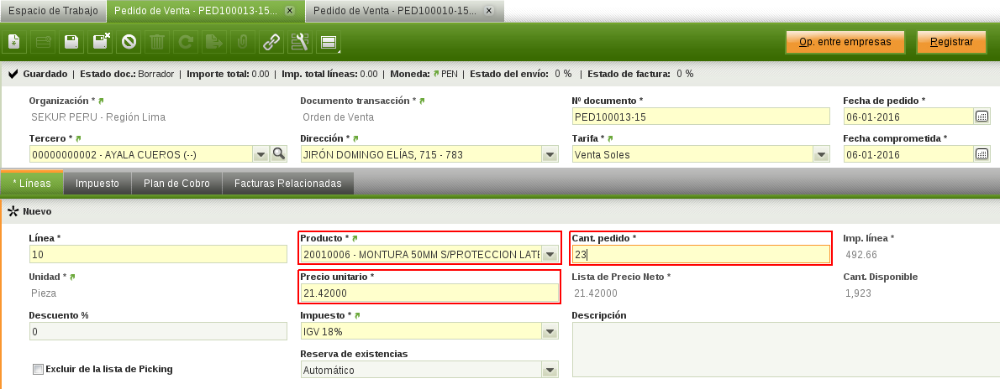 Espacio de Trabajo
Pedido de Venta - PED100013-15...
Pedido de Venta - PED100010-15...
Op. entre empresas
Registrar
Guardado | Estado doc.: Borrador | Importe total: 0.00 | Imp. total líneas: 0.00 | Moneda: PEN | Estado del envío: 0 % | Estado de factura: 0 %
Organización *
Documento transacción *
Nº documento *
Fecha de pedido *
SEKUR PERU - Región Lima
Orden de Venta
PED100013-15
06-01-2016
Tercero *
Dirección *
Tarifa *
Fecha comprometida *
00000000002 - AYALA CUEROS (--)
JIRÓN DOMINGO ELÍAS, 715 - 783
Venta Soles
06-01-2016
* Líneas
Impuesto
Plan de Cobro
Facturas Relacionadas
Nuevo
Línea *
Producto *
Cant. pedido *
Imp. línea *
10
20010006 - MONTURA 50MM S/PROTECCION LATE
23
492.66
Unidad *
Precio unitario *
Lista de Precio Neto *
Cant. Disponible
Pieza
21.42000
21.42000
1,923
Descuento %
Impuesto *
Descripción
0
IGV 18%
Reserva de existencias
Excluir de la lista de Picking
Automático